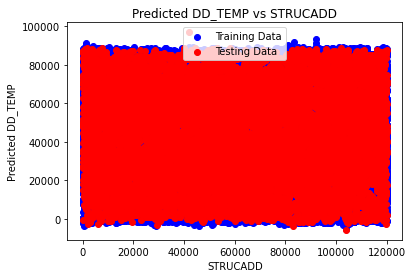 Predicted DD_TEMP vs STRUCADD
Training Data
Testing Data
100000
80000
60000
40000
20000
0
Predicted DD_TEMP
0 20000 40000 60000 80000 100000 120000
STRUCADD